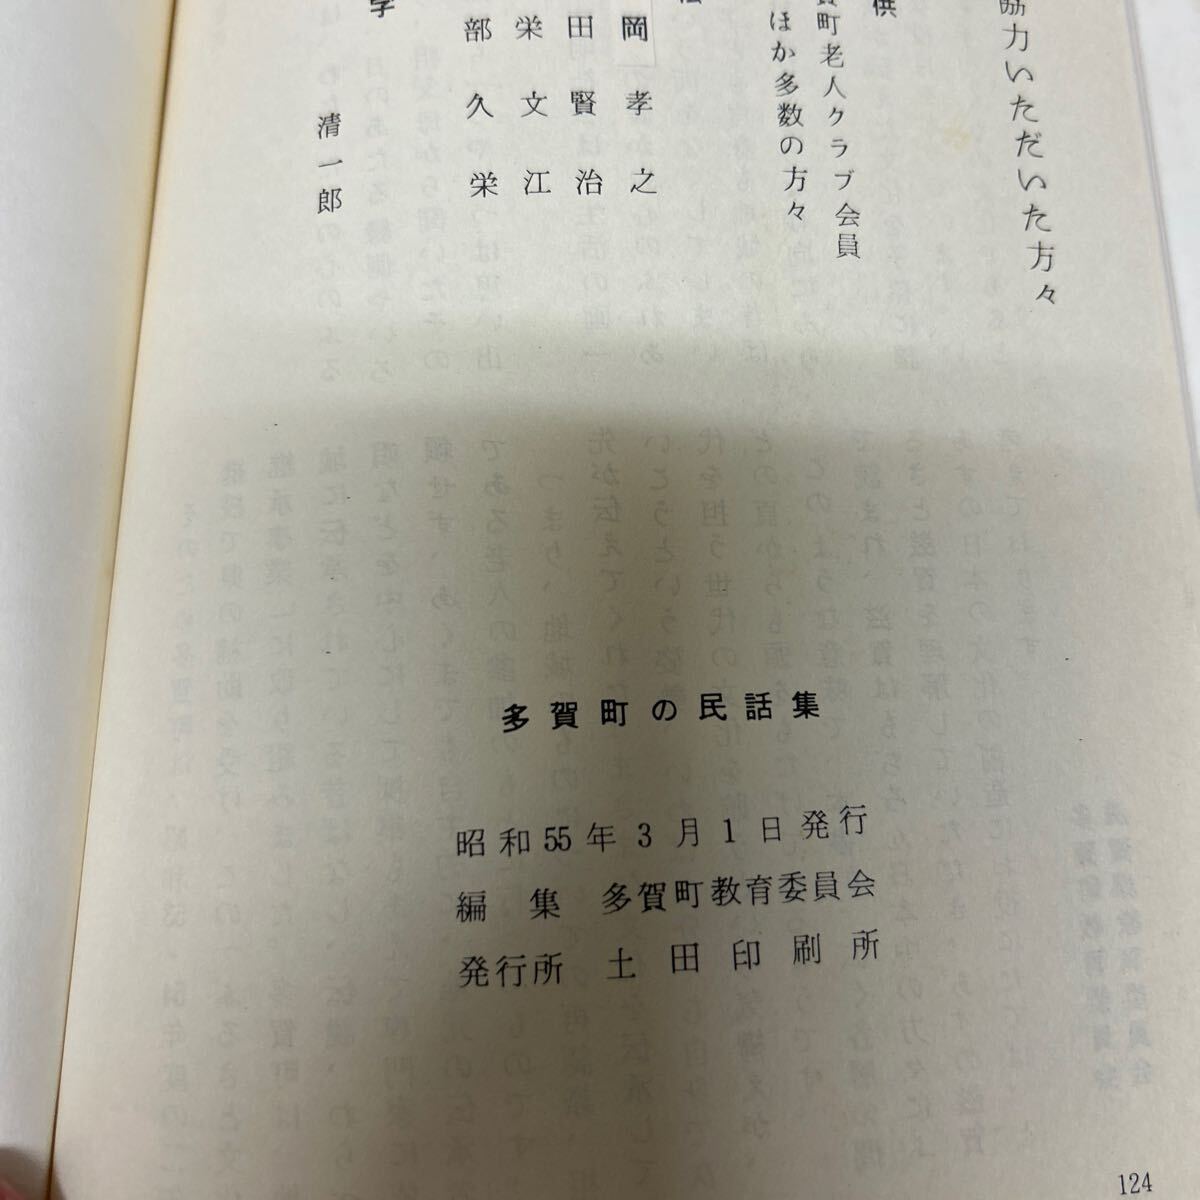 協力いただいた方々
供
賀町老人クラブ会員
ほか多数の方々
岡孝之
田賢治
栄文江
部久栄
学
清一郎
多賀町の民話集
昭和55年3月1日発行
編集 多賀町教育委員会
発行所 土田印刷所
124